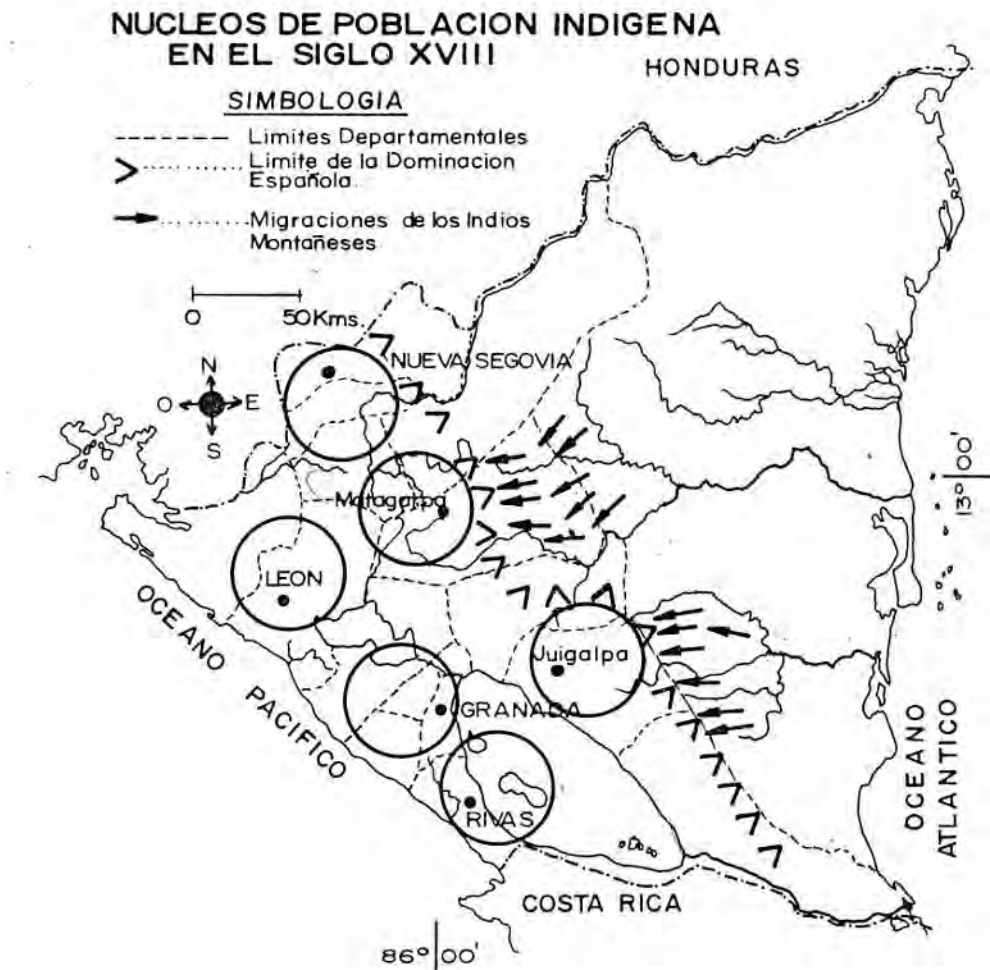 NUCLEOS DE POBLACION INDIGENA
EN EL SIGLO XVIII
HONDURAS
SIMBOLOGIA
Limites Departamentales
Limite de la Dominacion
Española
Migraciones de los Indios
Montañeses
0 50 Kms.
NUEVA SEGOVIA
N
O E
S
13° 00'
Matagalpa
LEON
OCEANO PACIFICO
Juigalpa
GRANADA
OCEANO
ATLANTICO
RIVAS
COSTA RICA
86° 00'